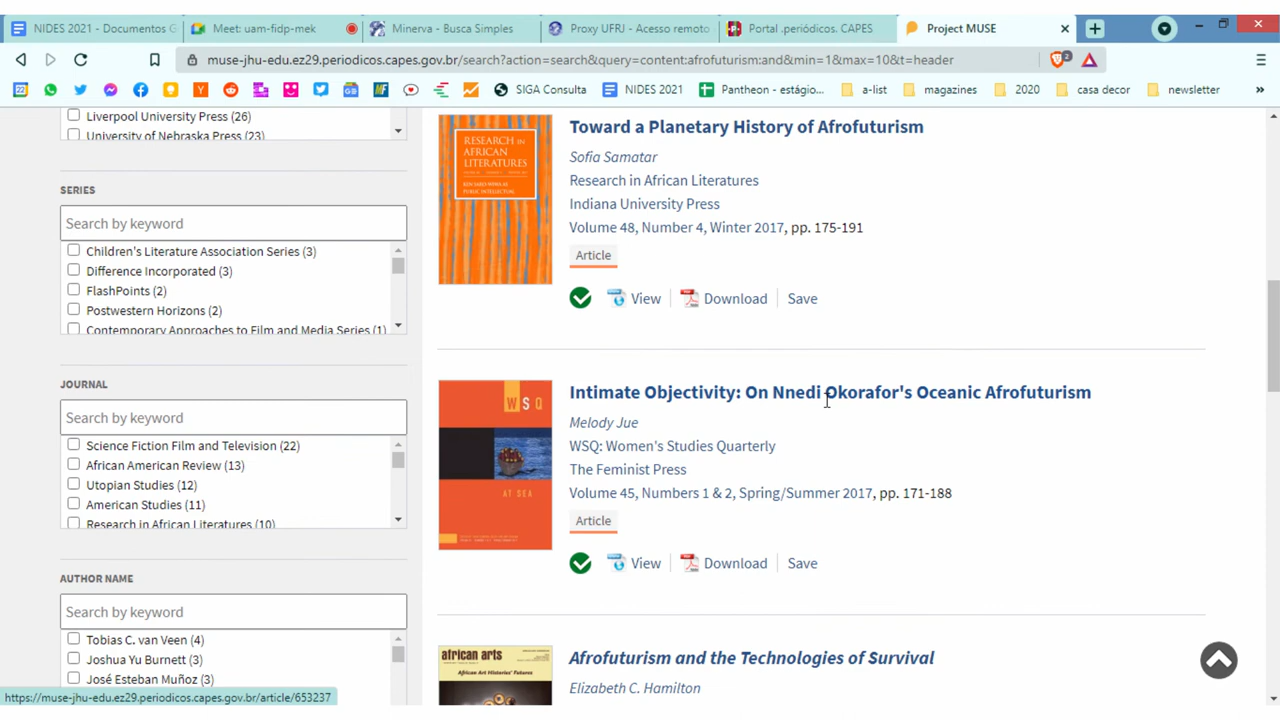 NIDES 2021 - Documentos G
Meet: uam-fidp-mek
Minerva - Busca Simples
Proxy UFRJ - Acesso remoto
Portal .periódicos. CAPES
Project MUSE
muse-jhu-edu.ez29.periodicos.capes.gov.br/search?action=search&query=content:afrofuturism:and&min=1&max=10&t=header
SIGA Consulta
NIDES 2021
Pantheon - estágio...
a-list
magazines
2020
casa decor
newsletter
»
Liverpool University Press (26)
University of Nebraska Press (23)
SERIES
Search by keyword
Children's Literature Association Series (3)
Difference Incorporated (3)
FlashPoints (2)
Postwestern Horizons (2)
Contemporary Approaches to Film and Media Series (1)
JOURNAL
Search by keyword
Science Fiction Film and Television (22)
African American Review (13)
Utopian Studies (12)
American Studies (11)
Research in African Literatures (10)
AUTHOR NAME
Search by keyword
Tobias C. van Veen (4)
Joshua Yu Burnett (3)
José Esteban Muñoz (3)
https://muse-jhu-edu.ez29.periodicos.capes.gov.br/article/653237
RESEARCH IN
AFRICAN
LITERATURES
Toward a Planetary History of Afrofuturism
Sofia Samatar
Research in African Literatures
Indiana University Press
Volume 48, Number 4, Winter 2017, pp. 175-191
Article
View
Download
Save
W S Q
AT SEA
Intimate Objectivity: On Nnedi Okorafor's Oceanic Afrofuturism
Melody Jue
WSQ: Women's Studies Quarterly
The Feminist Press
Volume 45, Numbers 1 & 2, Spring/Summer 2017, pp. 171-188
Article
View
Download
Save
african arts
African Art Histories' Futures
Afrofuturism and the Technologies of Survival
Elizabeth C. Hamilton